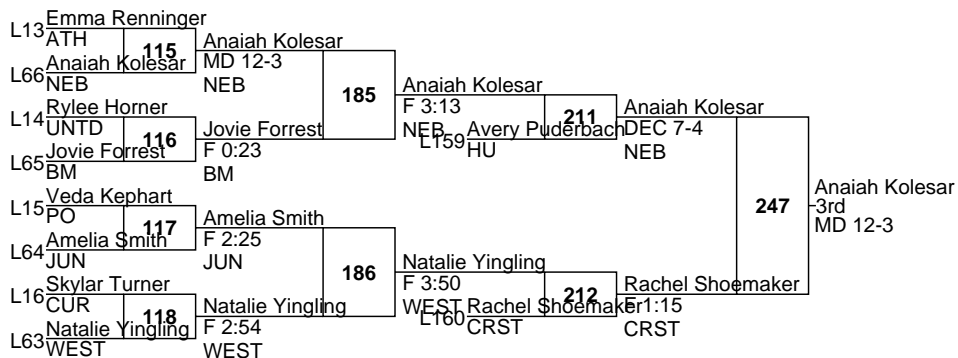 L13 Emma Renninger
ATH
115
L66 Anaiah Kolesar
NEB
Anaiah Kolesar
MD 12-3
NEB
L14 Rylee Horner
UNTD
116
L65 Jovie Forrest
BM
Jovie Forrest
F 0:23
BM
185
Anaiah Kolesar
F 3:13
NEB
L159 Avery Puderbach
HU
211
Anaiah Kolesar
DEC 7-4
NEB
L15 Veda Kephart
PO
117
L64 Amelia Smith
JUN
Amelia Smith
F 2:25
JUN
L16 Skylar Turner
CUR
118
L63 Natalie Yingling
WEST
Natalie Yingling
F 2:54
WEST
186
Natalie Yingling
F 3:50
WEST
L160 Rachel Shoemaker
CRST
212
Rachel Shoemaker
F 1:15
CRST
247
Anaiah Kolesar
3rd
MD 12-3